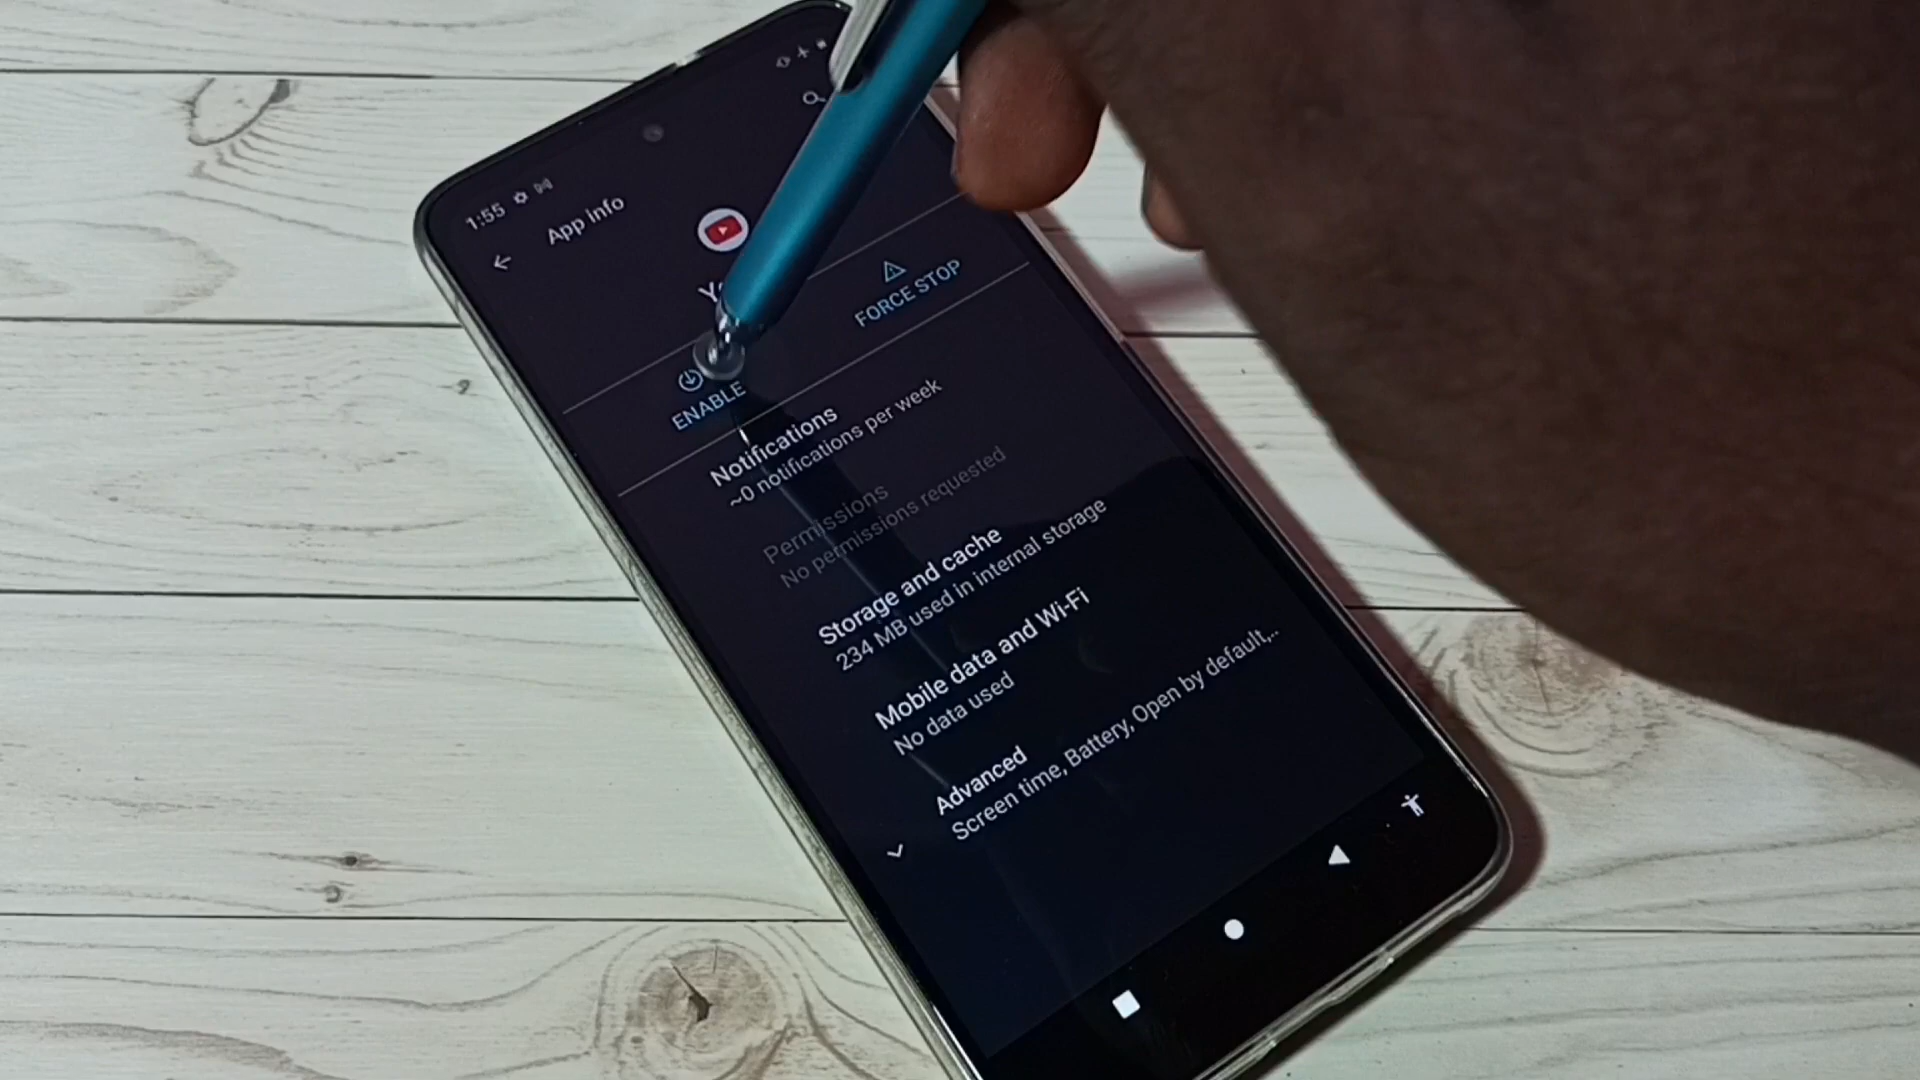 1:55
App info
ENABLE
FORCE STOP
Notifications
~0 notifications per week
Permissions
No permissions requested
Storage and cache
234 MB used in internal storage
Mobile data and Wi-Fi
No data used
Advanced
Screen time, Battery, Open by default,..